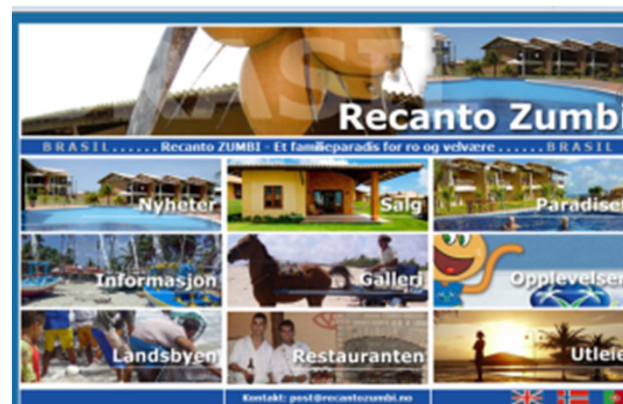 BRASIL
Recanto Zumbi
BRASIL...... Recanto ZUMBI - Et familieparadis for ro og velvære ......BRASIL
Nyheter
Salg
Paradiset
Informasjon
Galleri
Opplevelser
Landsbyen
Restauranten
Utleie
Kontakt: post@recantozumbi.no